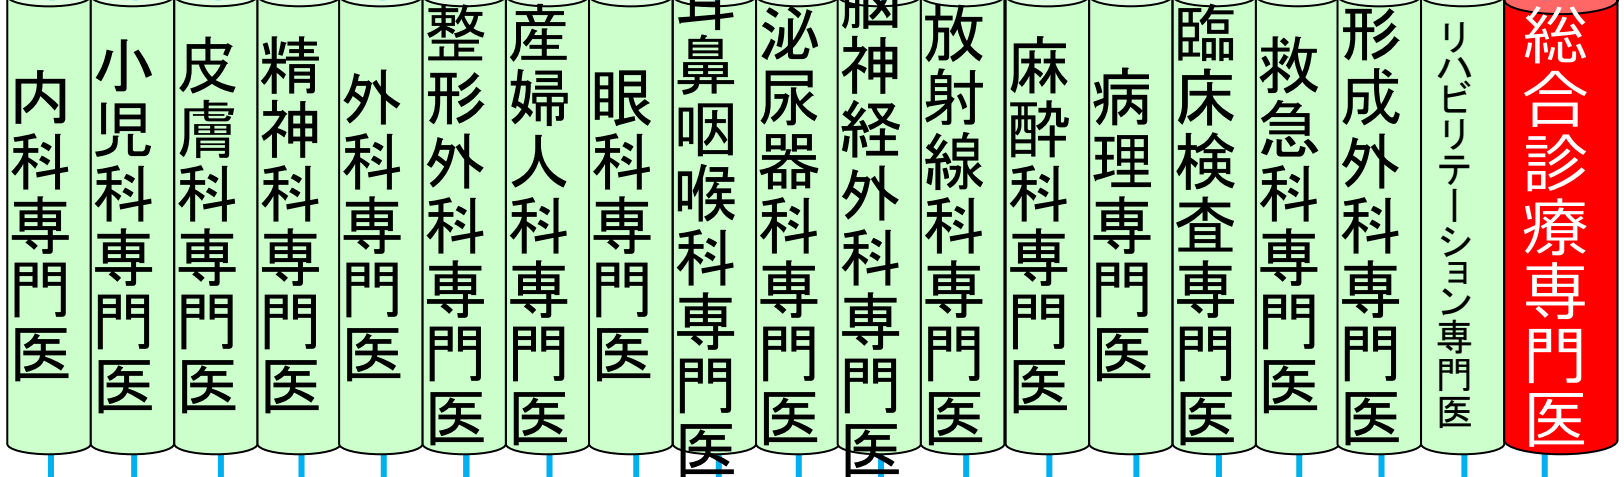 内科専門医
小児科専門医
皮膚科専門医
精神科専門医
外科専門医
整形外科専門医
産婦人科専門医
眼科専門医
耳鼻咽喉科専門医
泌尿器科専門医
脳神経外科専門医
放射線科専門医
麻酔科専門医
病理専門医
臨床検査専門医
救急科専門医
形成外科専門医
リハビリテーション専門医
総合診療専門医